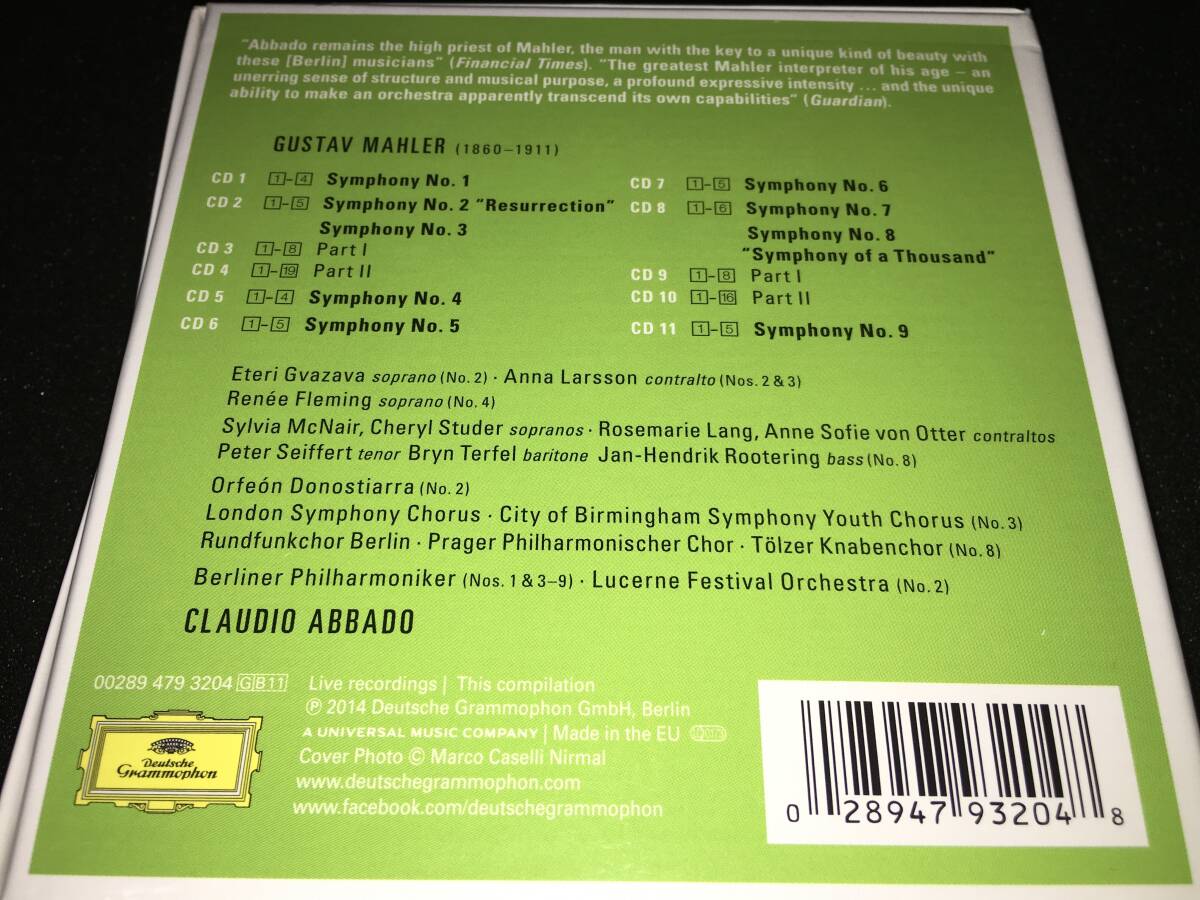 "Abbado remains the high priest of Mahler, the man with the key to a unique kind of beauty with
these [Berlin] musicians" (Financial Times). "The greatest Mahler interpreter of his age – an
unerring sense of structure and musical purpose, a profound expressive intensity ... and the unique
ability to make an orchestra apparently transcend its own capabilities" (Guardian).
GUSTAV MAHLER (1860–1911)
CD 1 1-4 Symphony No. 1
CD 2 1-5 Symphony No. 2 "Resurrection"
Symphony No. 3
CD 3 1-8 Part I
CD 4 1-19 Part II
CD 5 1-4 Symphony No. 4
CD 6 1-5 Symphony No. 5
CD 7 1-5 Symphony No. 6
CD 8 1-6 Symphony No. 7
Symphony No. 8
"Symphony of a Thousand"
CD 9 1-8 Part I
CD 10 1-16 Part II
CD 11 1-5 Symphony No. 9
Eteri Gvazava soprano (No. 2) · Anna Larsson contralto (Nos. 2 & 3)
Renée Fleming soprano (No. 4)
Sylvia McNair, Cheryl Studer sopranos · Rosemarie Lang, Anne Sofie von Otter contraltos
Peter Seiffert tenor Bryn Terfel baritone Jan-Hendrik Rootering bass (No. 8)
Orfeón Donostiarra (No. 2)
London Symphony Chorus · City of Birmingham Symphony Youth Chorus (No. 3)
Rundfunkchor Berlin · Prager Philharmonischer Chor · Tölzer Knabenchor (No. 8)
Berliner Philharmoniker (Nos. 1 & 3–9) · Lucerne Festival Orchestra (No. 2)
CLAUDIO ABBADO
00289 479 3204 GB11
Live recordings | This compilation
℗ 2014 Deutsche Grammophon GmbH, Berlin
A UNIVERSAL MUSIC COMPANY | Made in the EU
Cover Photo © Marco Caselli Nirmal
www.deutschegrammophon.com
www.facebook.com/deutschegrammophon
Deutsche
Grammophon
0 28947 93204 8